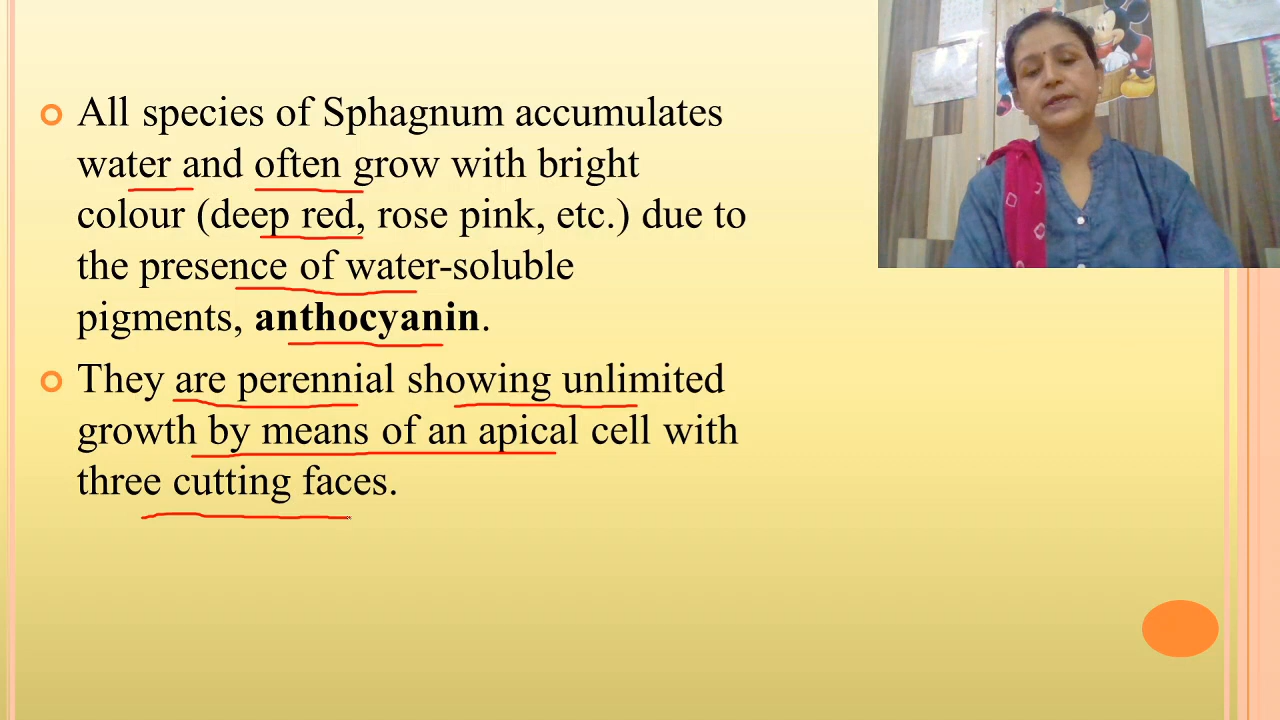 All species of Sphagnum accumulates
water and often grow with bright
colour (deep red, rose pink, etc.) due to
the presence of water-soluble
pigments, anthocyanin.
They are perennial showing unlimited
growth by means of an apical cell with
three cutting faces.